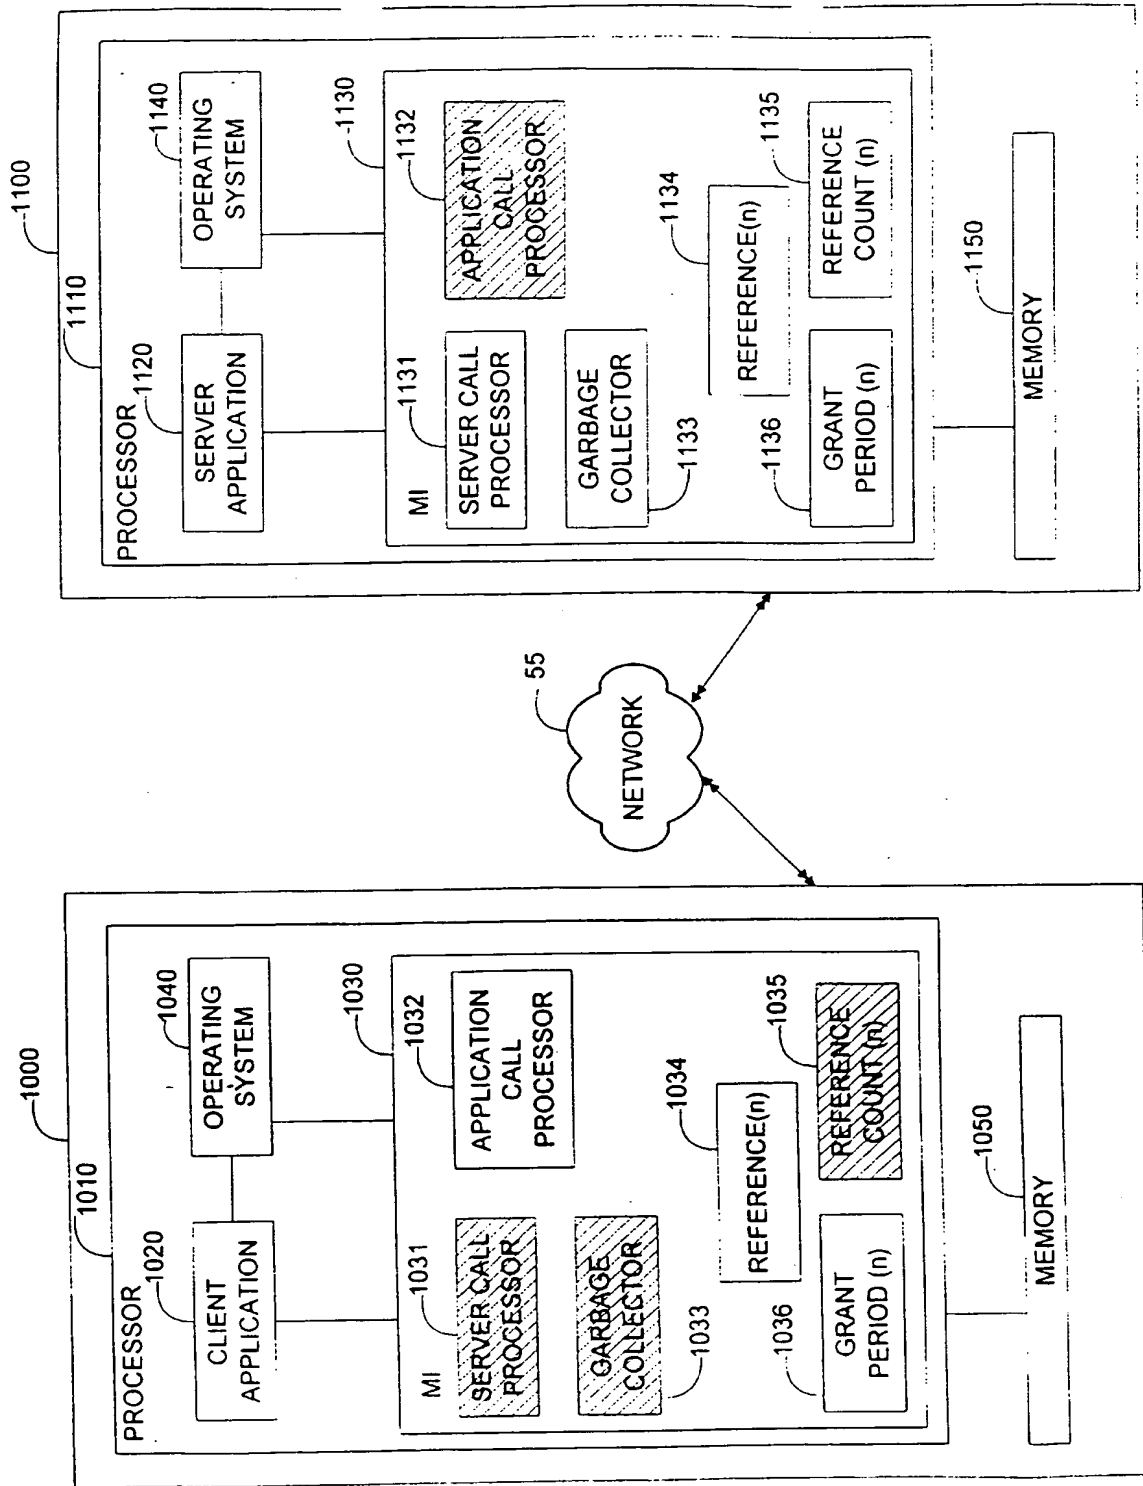 1000
1010
PROCESSOR
1020
CLIENT
APPLICATION
1040
OPERATING
SYSTEM
1030
MI
1031
SERVER CALL
PROCESSOR
1032
APPLICATION
CALL
PROCESSOR
GARBAGE
COLLECTOR
1033
1034
REFERENCE(n)
1036
GRANT
PERIOD (n)
1035
REFERENCE
COUNT (n)
1050
MEMORY
55
NETWORK
1100
1110
PROCESSOR
1120
SERVER
APPLICATION
1140
OPERATING
SYSTEM
1130
MI
1131
SERVER CALL
PROCESSOR
1132
APPLICATION
CALL
PROCESSOR
GARBAGE
COLLECTOR
1133
1134
REFERENCE(n)
1136
GRANT
PERIOD (n)
1135
REFERENCE
COUNT (n)
1150
MEMORY